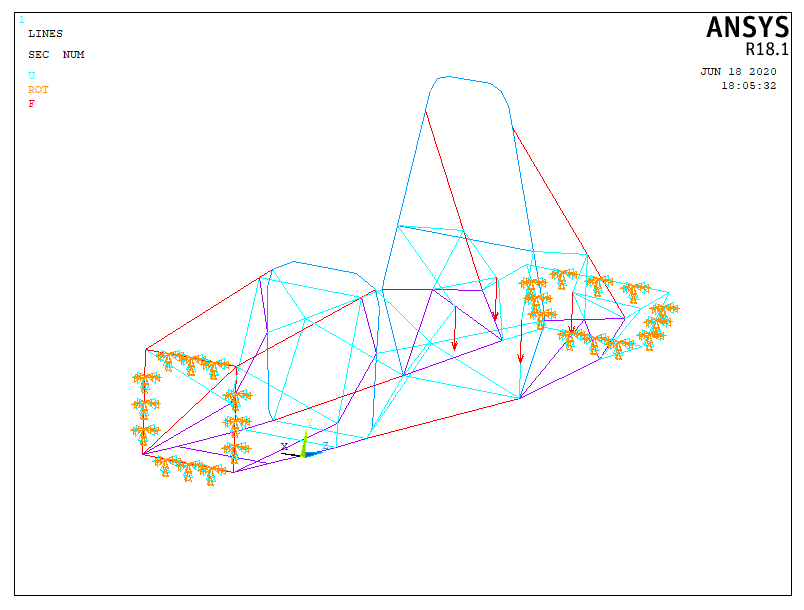 1
LINES
SEC NUM
U
ROT
F
ANSYS
R18.1
JUN 18 2020
18:05:32
Y
X
Z